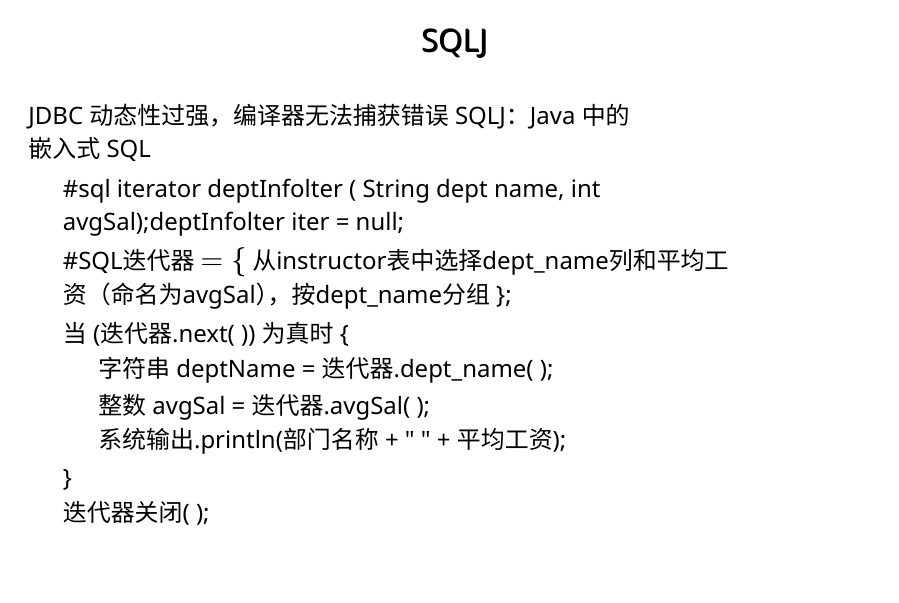 SQLJ
JDBC 动态性过强，编译器无法捕获错误 SQLJ：Java 中的
嵌入式 SQL
#sql iterator deptInfolter ( String dept name, int
avgSal);deptInfolter iter = null;
#SQL迭代器 = { 从instructor表中选择dept_name列和平均工
资（命名为avgSal），按dept_name分组 };
当 (迭代器.next( )) 为真时 {
字符串 deptName = 迭代器.dept_name( );
整数 avgSal = 迭代器.avgSal( );
系统输出.println(部门名称 + " " + 平均工资);
}
迭代器关闭( );